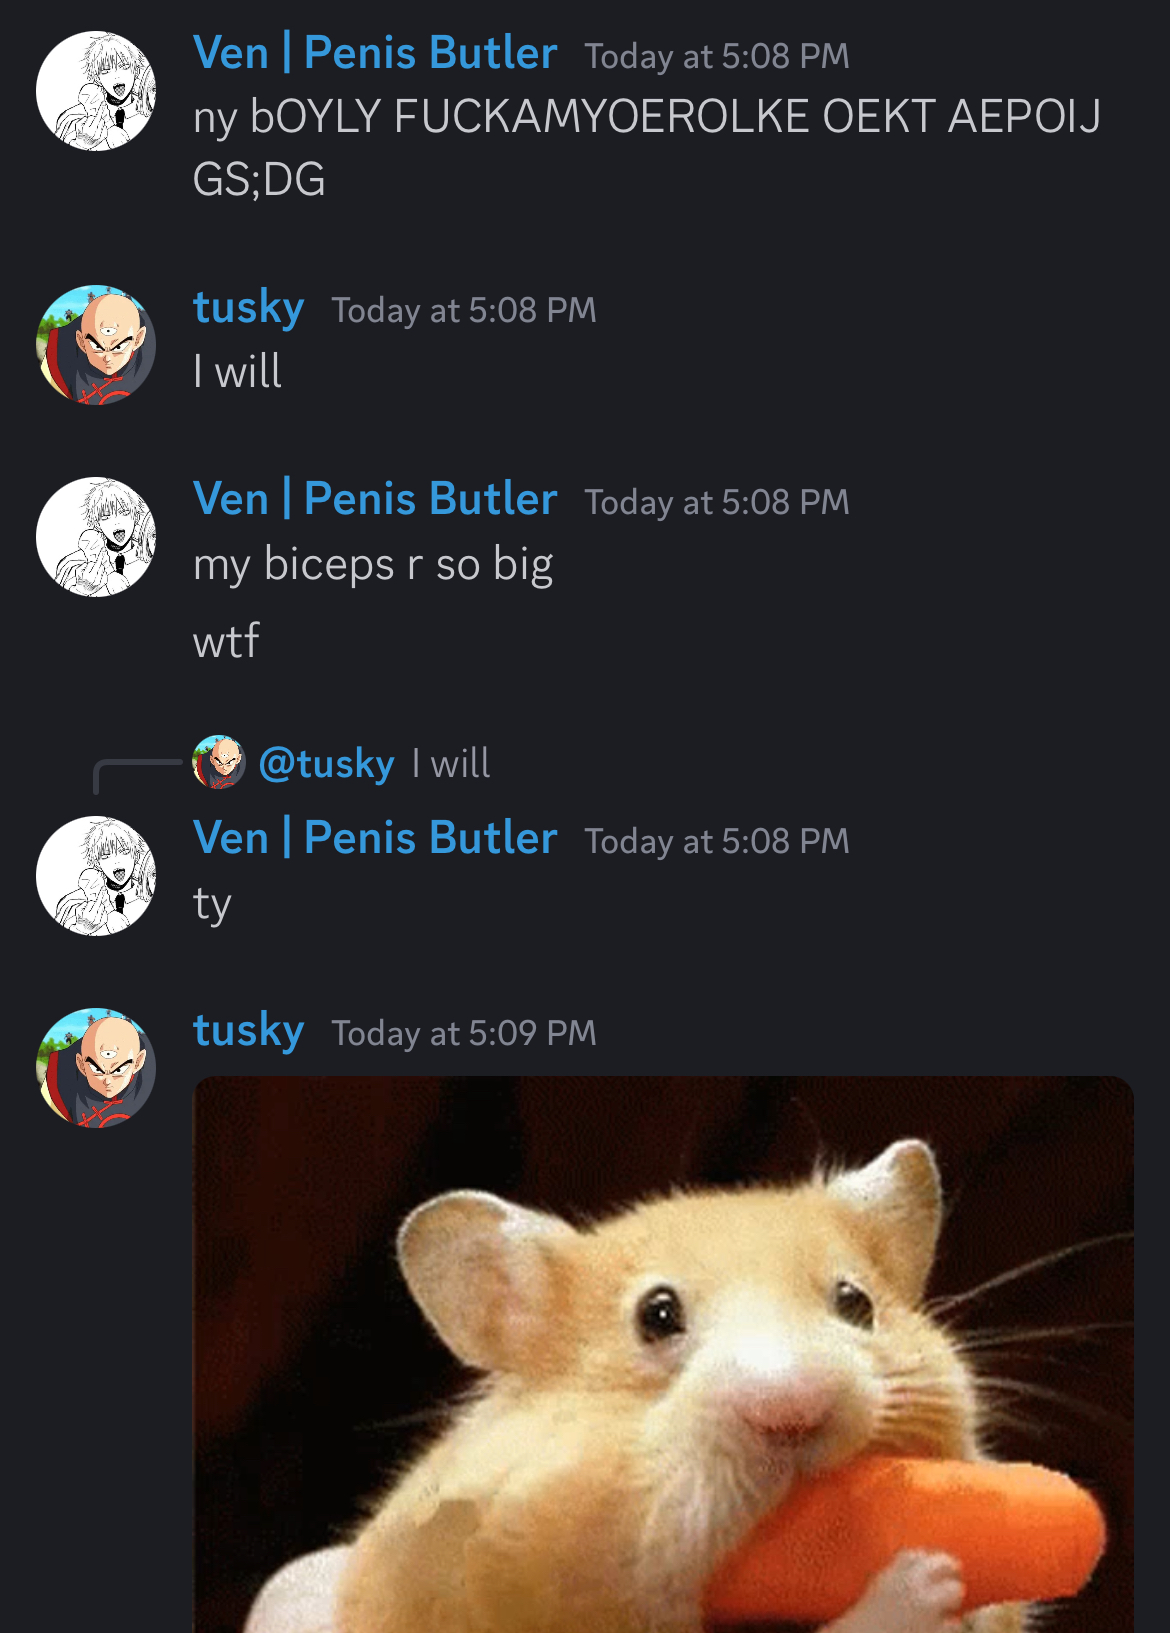 Ven | Penis Butler Today at 5:08 PM
ny bOYLY FUCKAMYOEROLKE OEKT AEPOIJ
GS;DG
tusky Today at 5:08 PM
I will
Ven | Penis Butler Today at 5:08 PM
my biceps r so big
wtf
@tusky I will
Ven | Penis Butler Today at 5:08 PM
ty
tusky Today at 5:09 PM